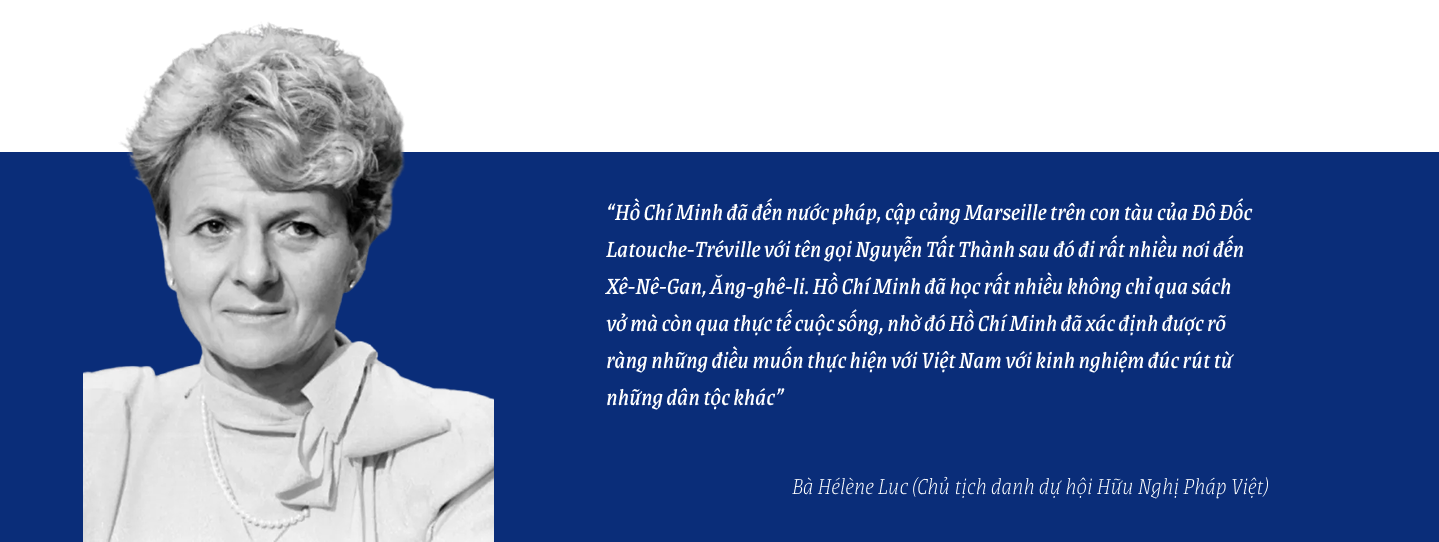 “Hồ Chí Minh đã đến nước pháp, cập cảng Marseille trên con tàu của Đô Đốc
Latouche-Tréville với tên gọi Nguyễn Tất Thành sau đó đi rất nhiều nơi đến
Xê-Nê-Gan, Ăng-ghê-li. Hồ Chí Minh đã học rất nhiều không chỉ qua sách
vở mà còn qua thực tế cuộc sống, nhờ đó Hồ Chí Minh đã xác định được rõ
ràng những điều muốn thực hiện với Việt Nam với kinh nghiệm đúc rút từ
những dân tộc khác”
Bà Hélène Luc (Chủ tịch danh dự hội Hữu Nghị Pháp Việt)